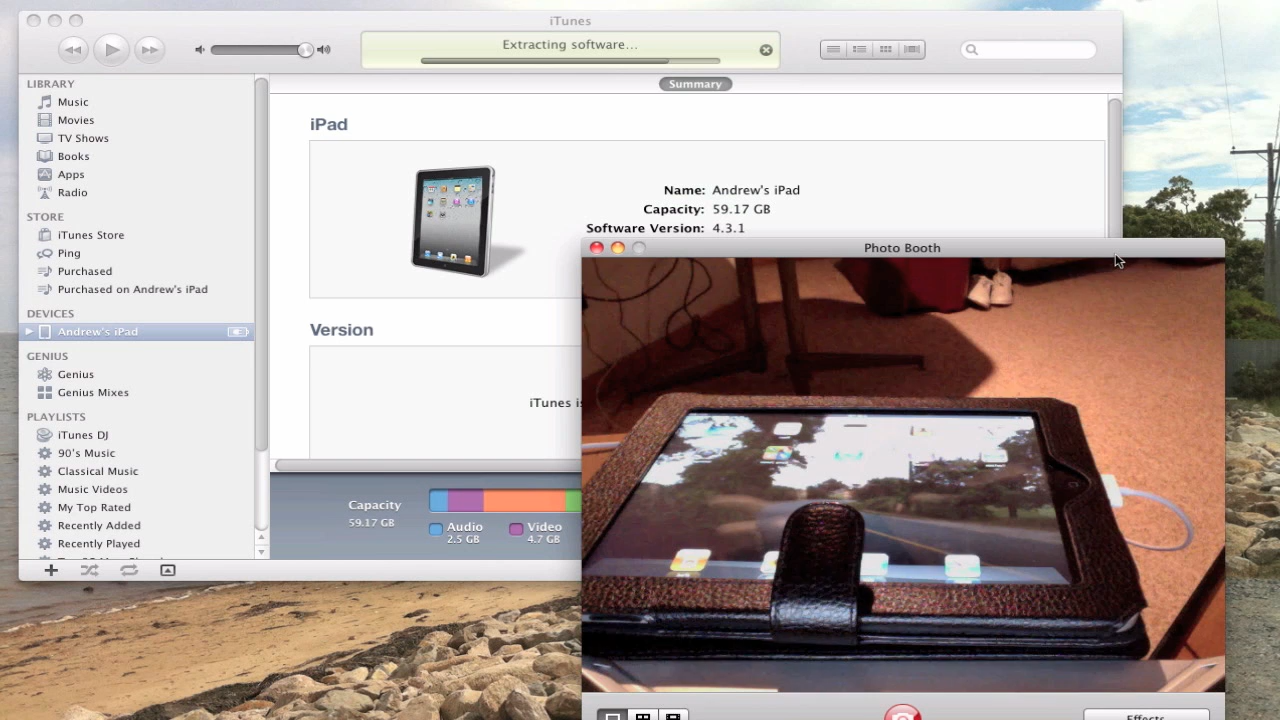 iTunes
Extracting software...
Summary
LIBRARY
Music
Movies
TV Shows
Books
Apps
Radio
STORE
iTunes Store
Ping
Purchased
Purchased on Andrew's iPad
DEVICES
Andrew's iPad
GENIUS
Genius
Genius Mixes
PLAYLISTS
iTunes DJ
90's Music
Classical Music
Music Videos
My Top Rated
Recently Added
Recently Played
iPad
Name: Andrew's iPad
Capacity: 59.17 GB
Software Version: 4.3.1
Version
iTunes is
Capacity
59.17 GB
Audio
2.5 GB
Video
4.7 GB
Photo Booth
Effects